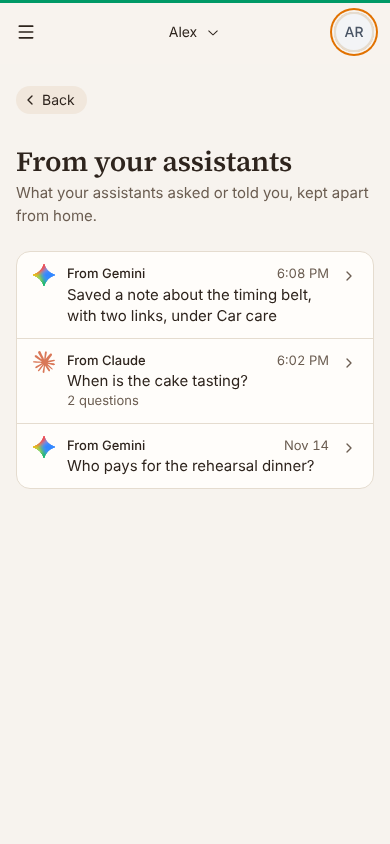 Alex
AR
Back
From your assistants
What your assistants asked or told you, kept apart
from home.
From Gemini
6:08 PM
Saved a note about the timing belt,
with two links, under Car care
From Claude
6:02 PM
When is the cake tasting?
2 questions
From Gemini
Nov 14
Who pays for the rehearsal dinner?